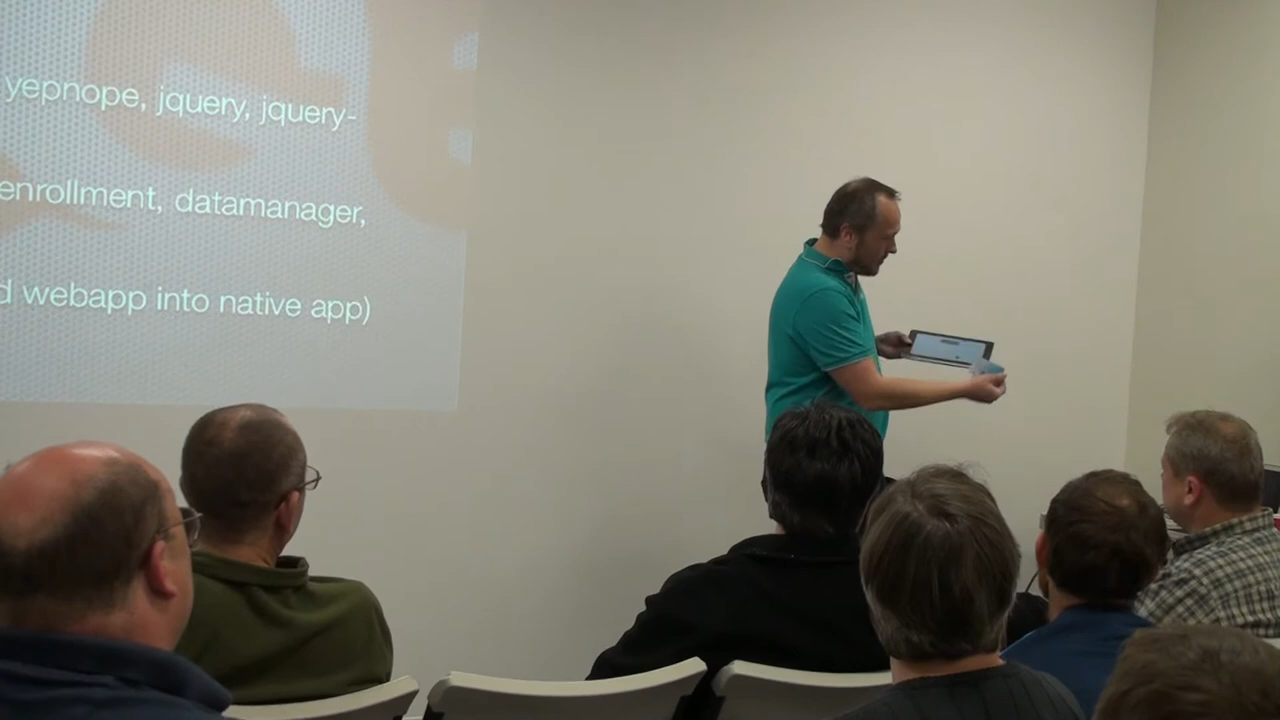 yepnope, jquery, jquery-
enrollment, datamanager,
d webapp into native app)